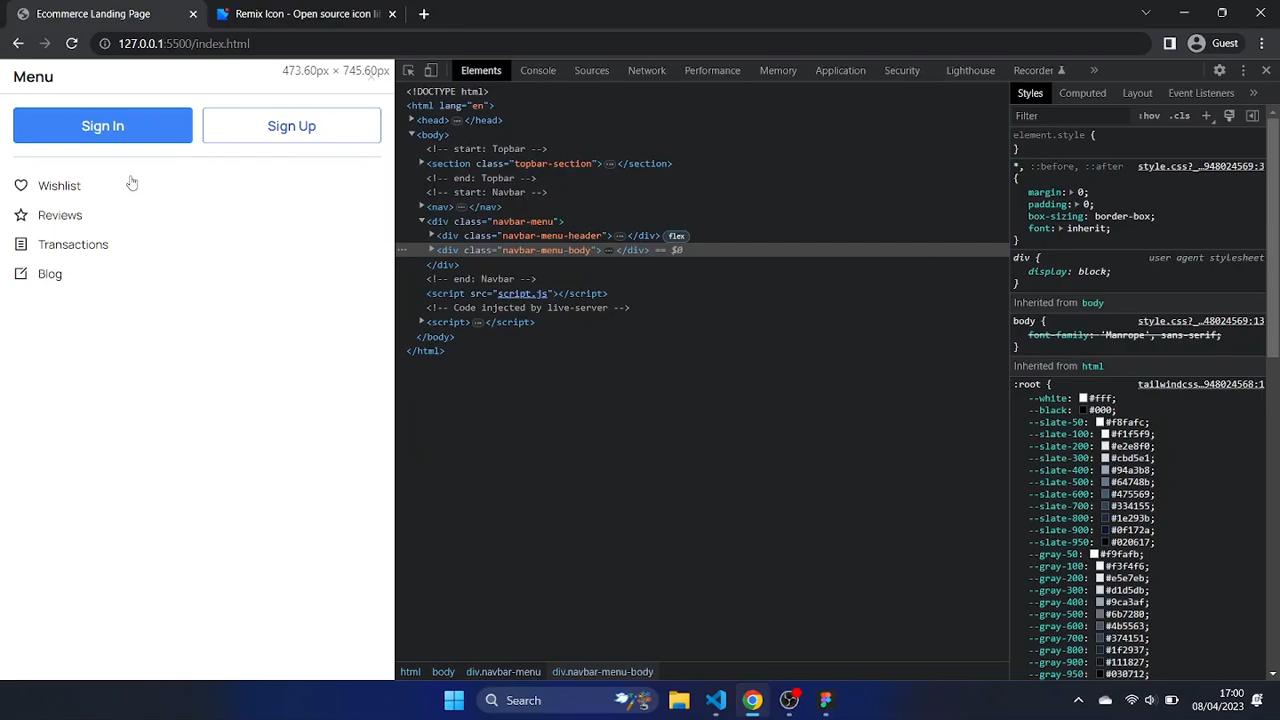 Ecommerce Landing Page
Remix Icon - Open source icon li
127.0.0.1:5500/index.html
Guest
Menu
473.60px × 745.60px
Sign In
Sign Up
Wishlist
Reviews
Transactions
Blog
Elements
Console
Sources
Network
Performance
Memory
Application
Security
Lighthouse
Recorder
<!DOCTYPE html>
<html lang="en">
<head> … </head>
<body>
<!-- start: Topbar -->
<section class="topbar-section"> … </section>
<!-- end: Topbar -->
<!-- start: Navbar -->
<nav> … </nav>
<div class="navbar-menu">
<div class="navbar-menu-header"> … </div> flex
… <div class="navbar-menu-body"> … </div> == $0
</div>
<!-- end: Navbar -->
<script src="script.js"></script>
<!-- Code injected by live-server -->
<script> … </script>
</body>
</html>
html
body
div.navbar-menu
div.navbar-menu-body
Styles
Computed
Layout
Event Listeners
»
Filter
:hov .cls
element.style {
}
*, ::before, ::after style.css?_…948024569:3
{
margin: 0;
padding: 0;
box-sizing: border-box;
font: inherit;
}
div { user agent stylesheet
display: block;
}
Inherited from body
body { style.css?_…48024569:13
font-family: 'Manrope', sans-serif;
}
Inherited from html
:root { tailwindcss…948024568:1
--white: #fff;
--black: #000;
--slate-50: #f8fafc;
--slate-100: #f1f5f9;
--slate-200: #e2e8f0;
--slate-300: #cbd5e1;
--slate-400: #94a3b8;
--slate-500: #64748b;
--slate-600: #475569;
--slate-700: #334155;
--slate-800: #1e293b;
--slate-900: #0f172a;
--slate-950: #020617;
--gray-50: #f9fafb;
--gray-100: #f3f4f6;
--gray-200: #e5e7eb;
--gray-300: #d1d5db;
--gray-400: #9ca3af;
--gray-500: #6b7280;
--gray-600: #4b5563;
--gray-700: #374151;
--gray-800: #1f2937;
--gray-900: #111827;
--gray-950: #030712;
Search
17:00
08/04/2023